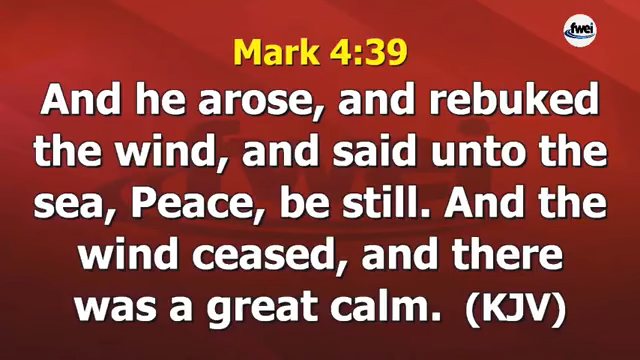 fwei
Mark 4:39
And he arose, and rebuked
the wind, and said unto the
sea, Peace, be still. And the
wind ceased, and there
was a great calm. (KJV)